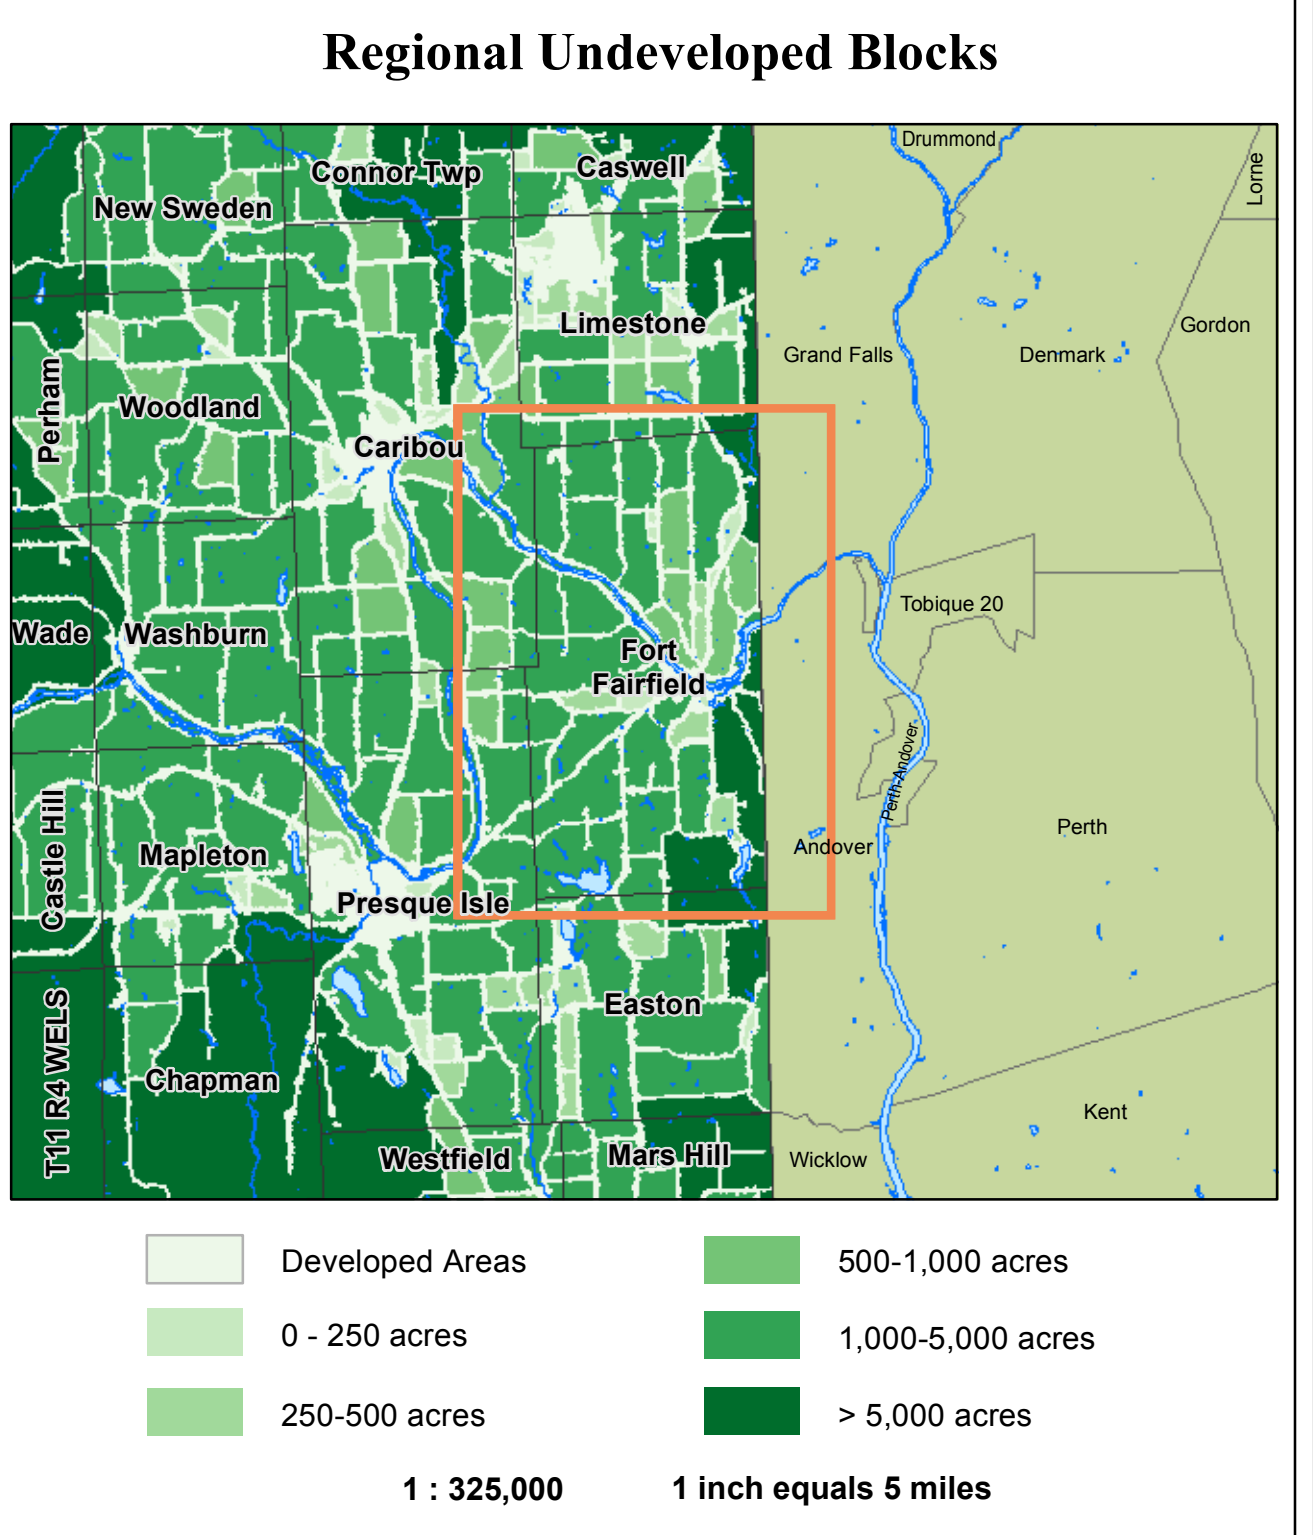 Regional Undeveloped Blocks
Drummond
Lorne
Connor Twp
Caswell
New Sweden
Limestone
Gordon
Grand Falls
Denmark
Perham
Woodland
Caribou
Tobique 20
Wade
Washburn
Fort
Fairfield
Perth-Andover
Castle Hill
Mapleton
Andover
Perth
Presque Isle
T11 R4 WELS
Easton
Chapman
Kent
Westfield
Mars Hill
Wicklow
Developed Areas
500-1,000 acres
0 - 250 acres
1,000-5,000 acres
250-500 acres
> 5,000 acres
1 : 325,000
1 inch equals 5 miles